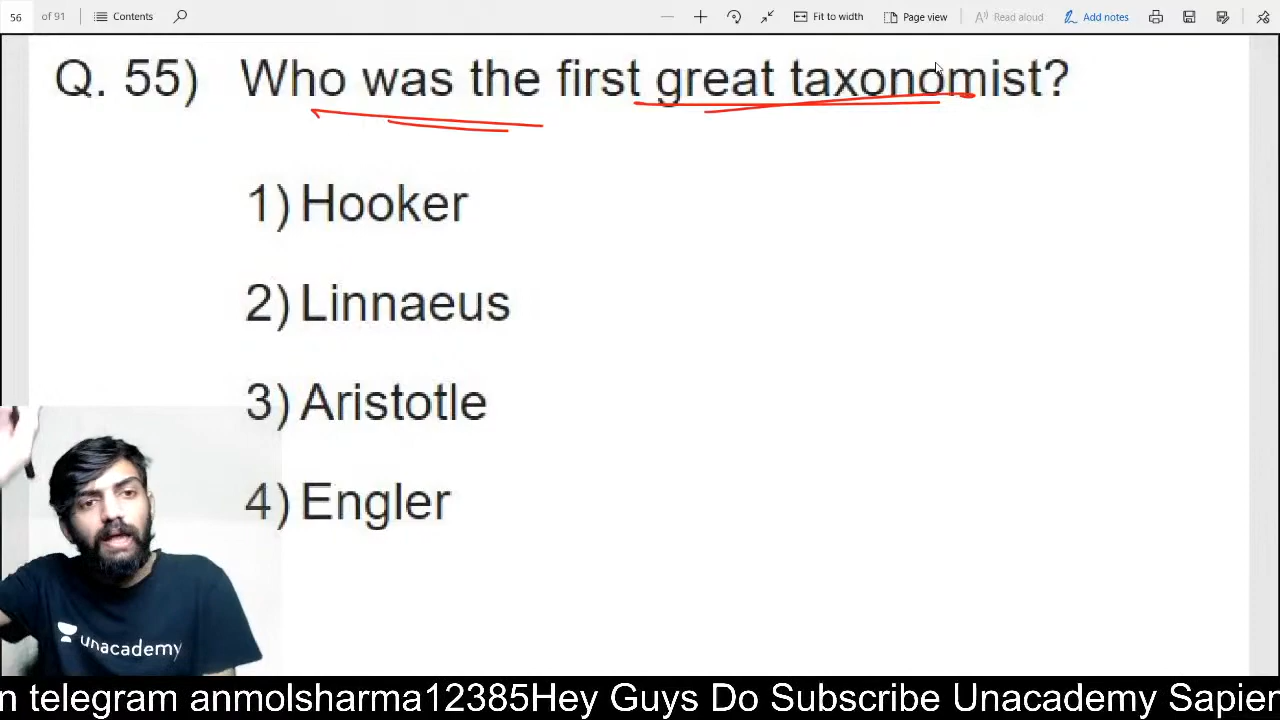 56 of 91 Contents Fit to width Page view Read aloud Add notes
Q. 55) Who was the first great taxonomist?
1) Hooker
2) Linnaeus
3) Aristotle
4) Engler
unacademy
n telegram anmolsharma12385Hey Guys Do Subscribe Unacademy Sapier